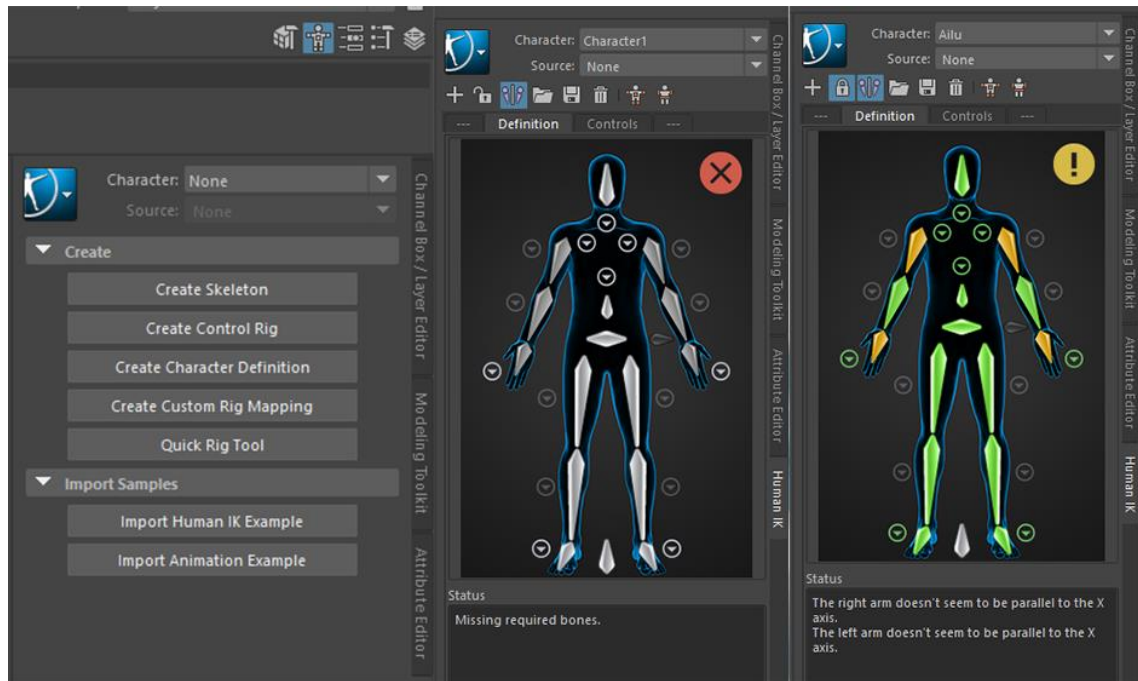 Character: None
Source: None
Create
Create Skeleton
Create Control Rig
Create Character Definition
Create Custom Rig Mapping
Quick Rig Tool
Import Samples
Import Human IK Example
Import Animation Example
Channel Box / Layer Editor
Modeling Toolkit
Attribute Editor
Character: Character1
Source: None
--- Definition Controls ---
Status
Missing required bones.
Channel Box / Layer Editor
Modeling Toolkit
Attribute Editor
Human IK
Character: Ailu
Source: None
--- Definition Controls ---
Status
The right arm doesn't seem to be parallel to the X
axis.
The left arm doesn't seem to be parallel to the X
axis.
Channel Box / Layer Editor
Modeling Toolkit
Attribute Editor
Human IK